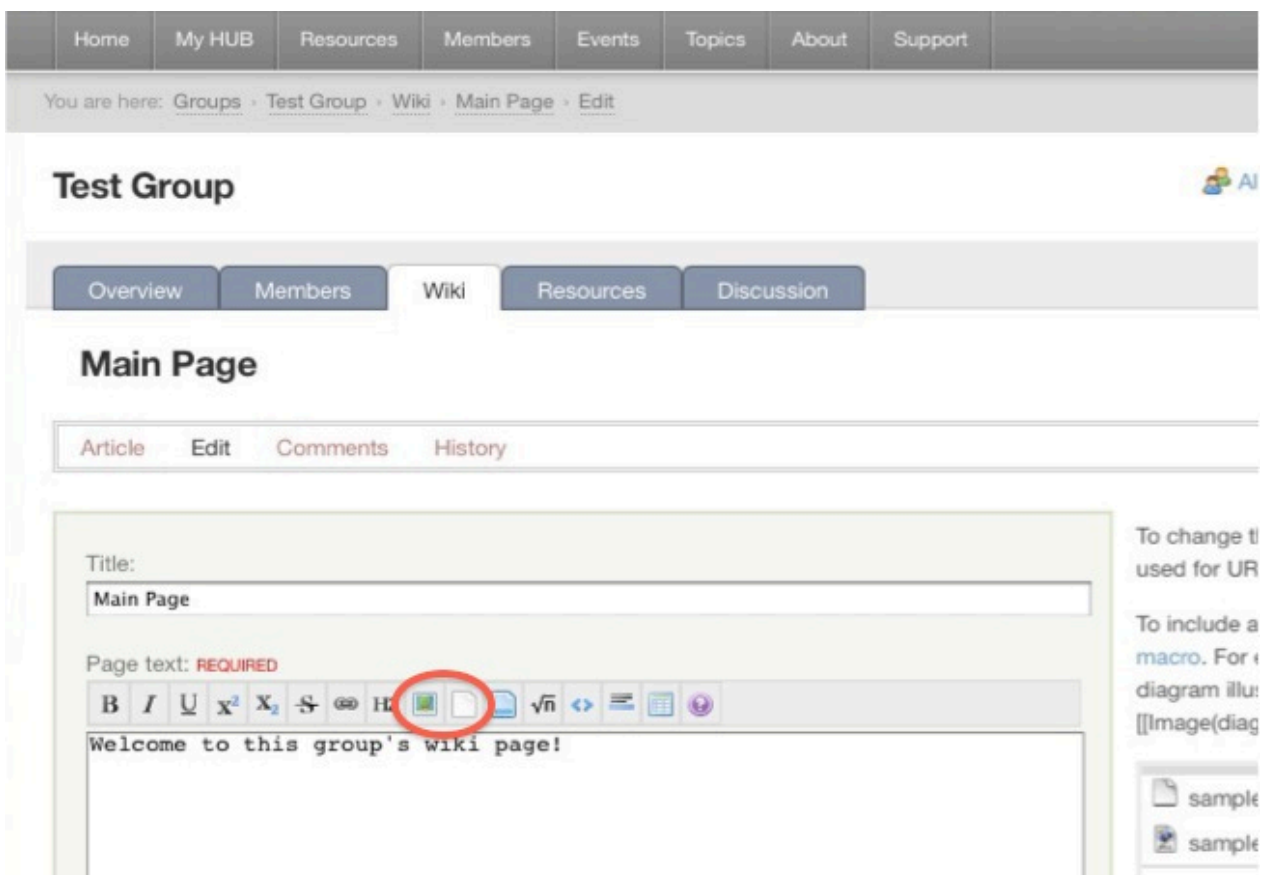 Home My HUB Resources Members Events Topics About Support
You are here: Groups › Test Group › Wiki › Main Page › Edit
Test Group
Al
Overview Members Wiki Resources Discussion
Main Page
Article Edit Comments History
Title:
Main Page
Page text: REQUIRED
B I U x² X₂ S √n <>
Welcome to this group's wiki page!
To change
used for UR
To include a
macro. For
diagram illus
[[Image(diag
sample
sample